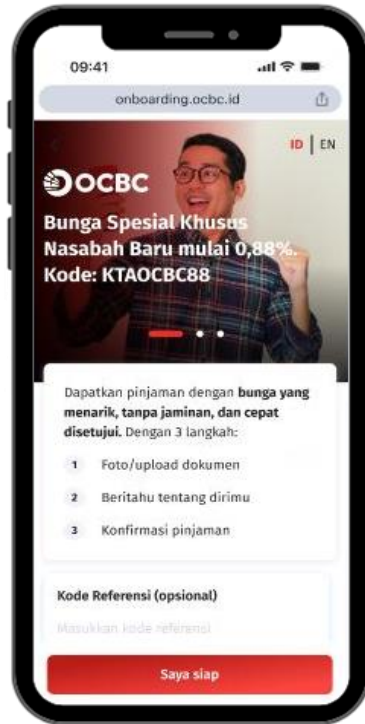 09:41
onboarding.ocbc.id
ID | EN
OCBC
Bunga Spesial Khusus
Nasabah Baru mulai 0,88%.
Kode: KTAOCBC88
Dapatkan pinjaman dengan bunga yang
menarik, tanpa jaminan, dan cepat
disetujui. Dengan 3 langkah:
1 Foto/upload dokumen
2 Beritahu tentang dirimu
3 Konfirmasi pinjaman
Kode Referensi (opsional)
Masukkan kode referensi
Saya siap